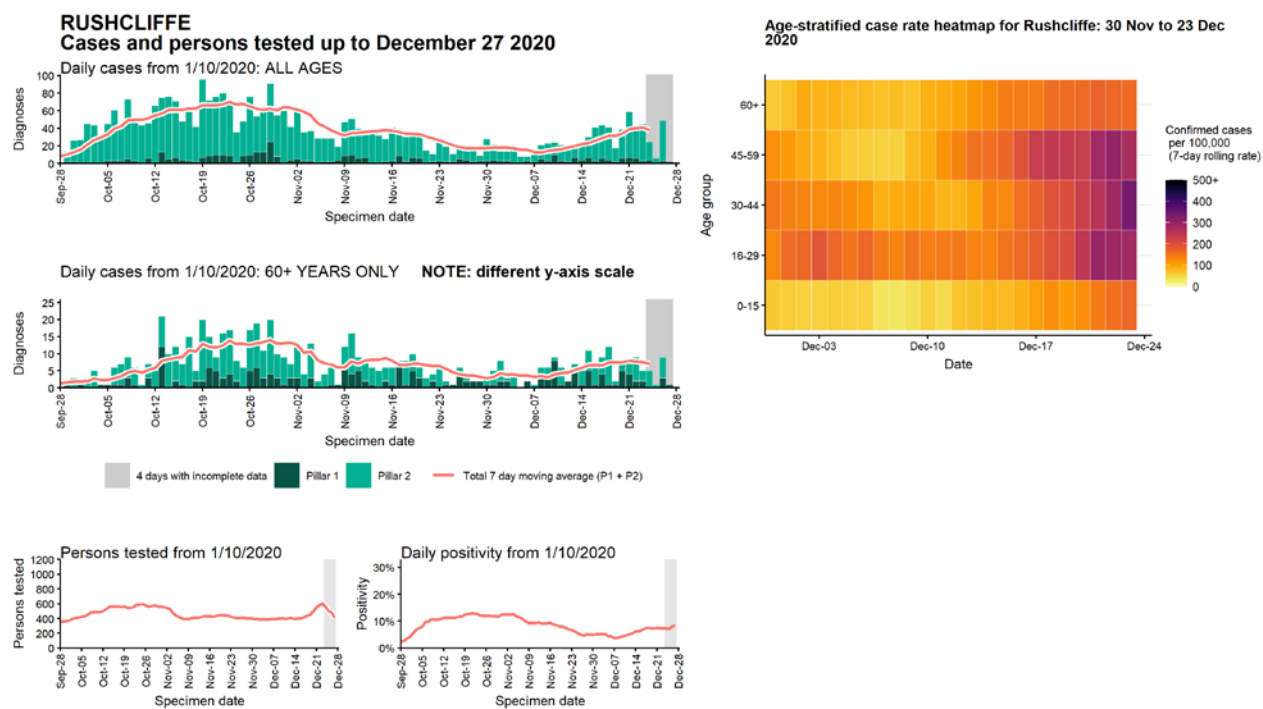 RUSHCLIFFE
Cases and persons tested up to December 27 2020
Daily cases from 1/10/2020: ALL AGES
Diagnoses
100
80
60
40
20
0
Sep-28
Oct-05
Oct-12
Oct-19
Oct-26
Nov-02
Nov-09
Nov-16
Nov-23
Nov-30
Dec-07
Dec-14
Dec-21
Dec-28
Specimen date
Daily cases from 1/10/2020: 60+ YEARS ONLY NOTE: different y-axis scale
Diagnoses
25
20
15
10
5
0
Sep-28
Oct-05
Oct-12
Oct-19
Oct-26
Nov-02
Nov-09
Nov-16
Nov-23
Nov-30
Dec-07
Dec-14
Dec-21
Dec-28
Specimen date
4 days with incomplete data Pillar 1 Pillar 2 Total 7 day moving average (P1 + P2)
Persons tested from 1/10/2020
Persons tested
1200
1000
800
600
400
200
0
Sep-28
Oct-05
Oct-12
Oct-19
Oct-26
Nov-02
Nov-09
Nov-16
Nov-23
Nov-30
Dec-07
Dec-14
Dec-21
Dec-28
Specimen date
Daily positivity from 1/10/2020
Positivity
30%
20%
10%
0%
Sep-28
Oct-05
Oct-12
Oct-19
Oct-26
Nov-02
Nov-09
Nov-16
Nov-23
Nov-30
Dec-07
Dec-14
Dec-21
Dec-28
Specimen date
Age-stratified case rate heatmap for Rushcliffe: 30 Nov to 23 Dec
2020
Age group
60+
45-59
30-44
16-29
0-15
Dec-03
Dec-10
Dec-17
Dec-24
Date
Confirmed cases
per 100,000
(7-day rolling rate)
500+
400
300
200
100
0